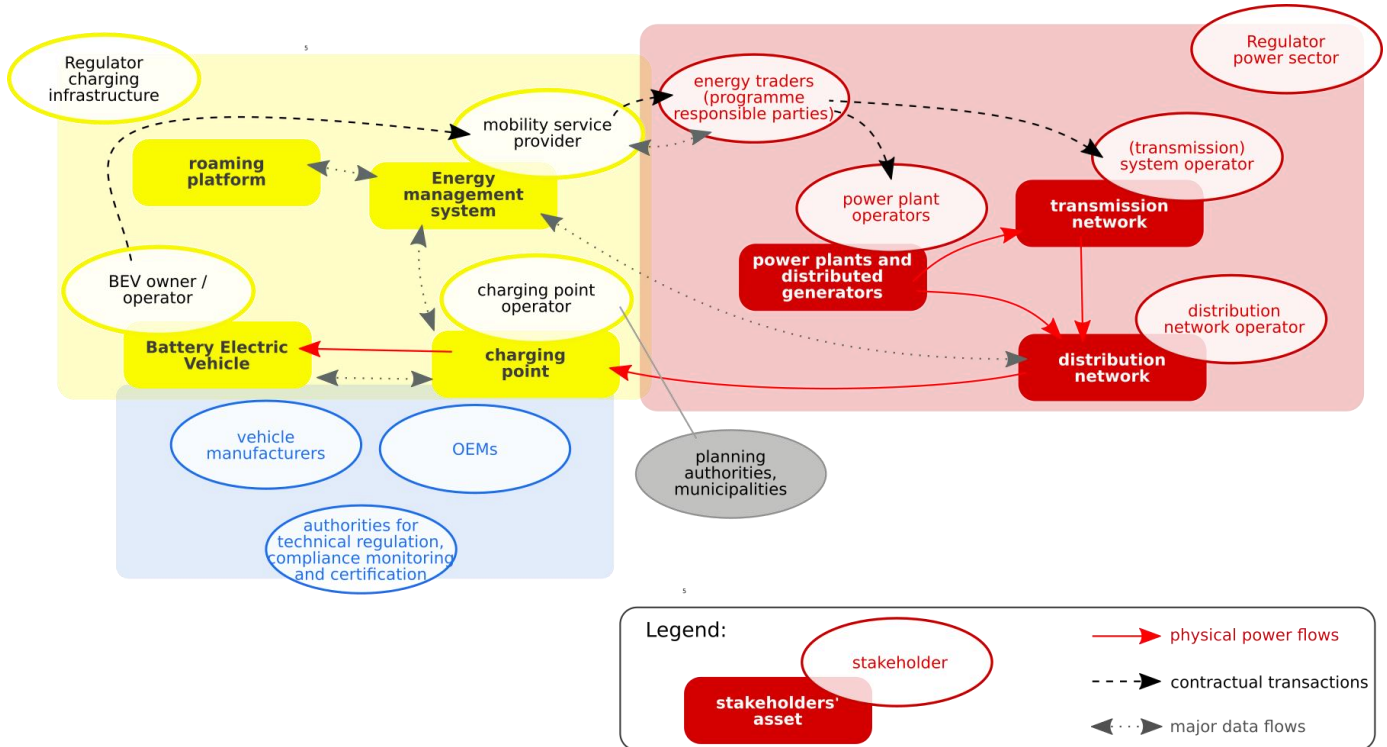 5
Regulator
charging
infrastructure
mobility service
provider
roaming
platform
Energy
management
system
BEV owner /
operator
charging point
operator
Battery Electric
Vehicle
charging
point
energy traders
(programme
responsible parties)
Regulator
power sector
(transmission)
system operator
power plant
operators
transmission
network
power plants and
distributed
generators
distribution
network operator
distribution
network
vehicle
manufacturers
OEMs
planning
authorities,
municipalities
authorities for
technical regulation,
compliance monitoring
and certification
5
Legend:
stakeholder
stakeholders'
asset
physical power flows
contractual transactions
major data flows